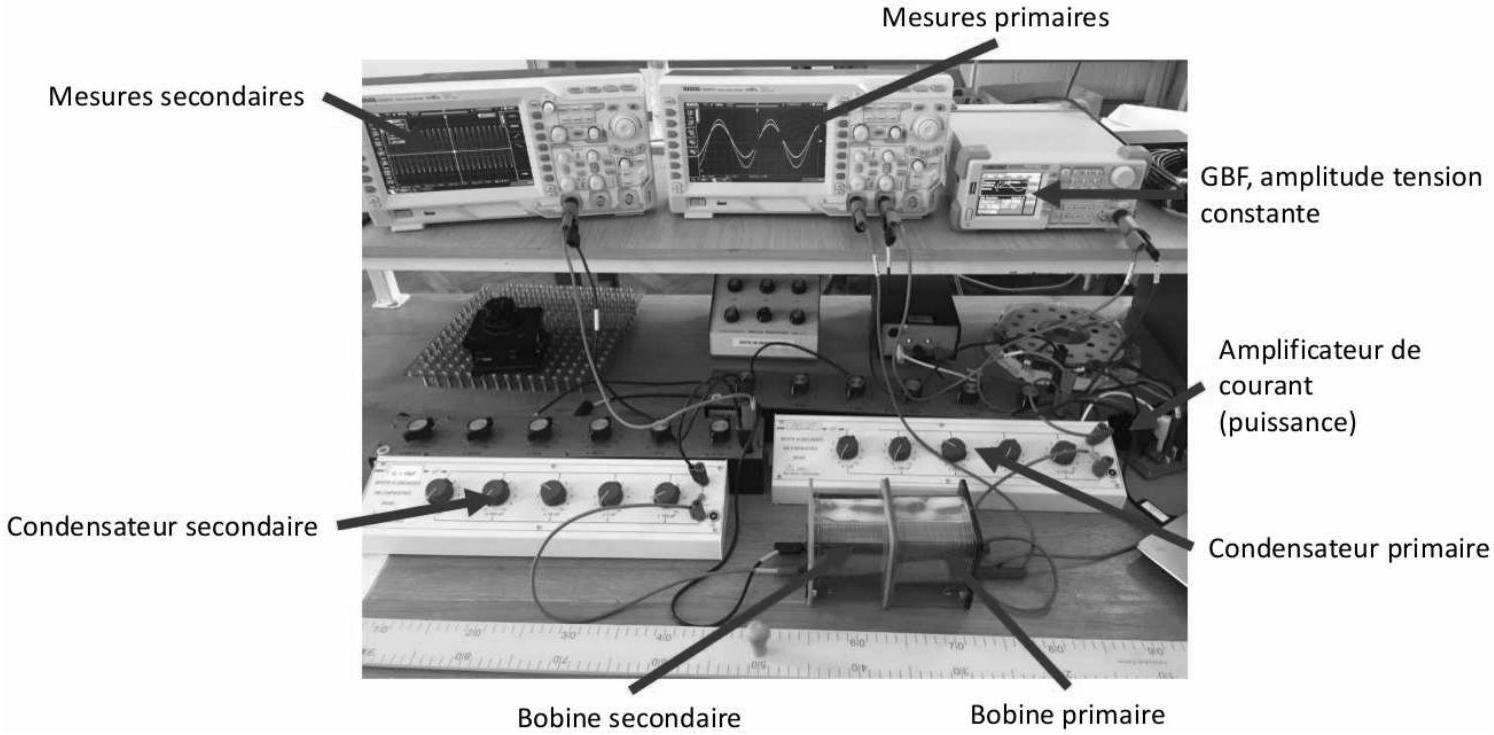 Mesures primaires
Mesures secondaires
GBF, amplitude tension
constante
Amplificateur de
courant
(puissance)
Condensateur secondaire
Condensateur primaire
Bobine secondaire
Bobine primaire